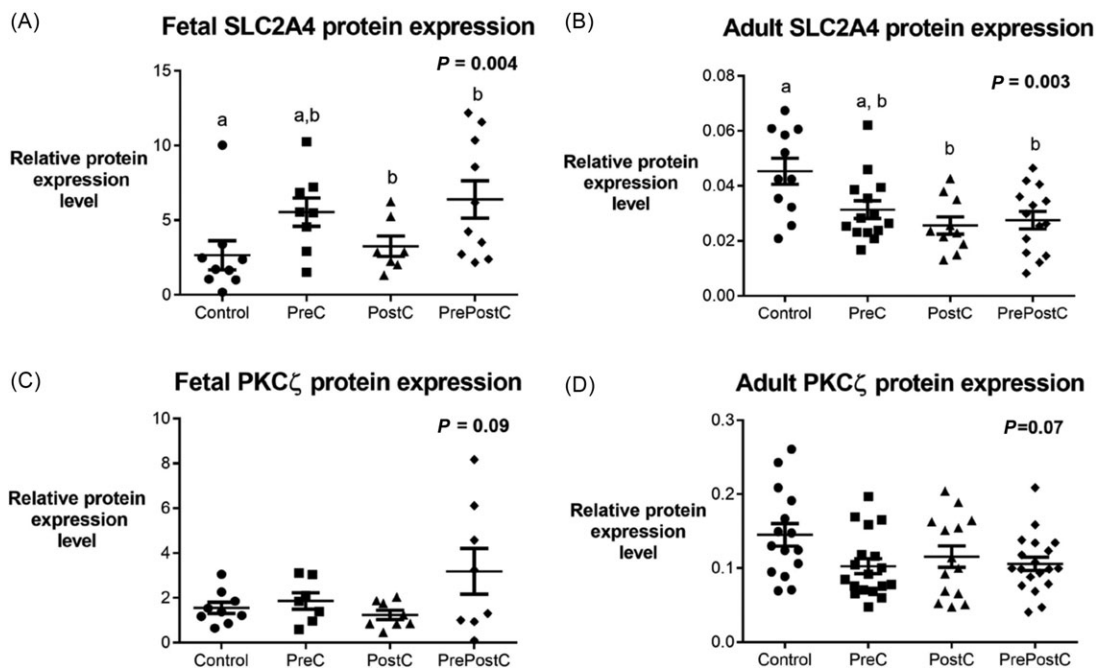 (A)
Fetal SLC2A4 protein expression
P = 0.004
Relative protein
expression
level
15
10
5
0
a
a,b
b
b
Control
PreC
PostC
PrePostC
(B)
Adult SLC2A4 protein expression
P = 0.003
Relative protein
expression
level
0.08
0.06
0.04
0.02
0.00
a
a, b
b
b
Control
PreC
PostC
PrePostC
(C)
Fetal PKCζ protein expression
P = 0.09
Relative protein
expression
level
10
8
6
4
2
0
Control
PreC
PostC
PrePostC
(D)
Adult PKCζ protein expression
P=0.07
Relative protein
expression
level
0.3
0.2
0.1
0.0
Control
PreC
PostC
PrePostC